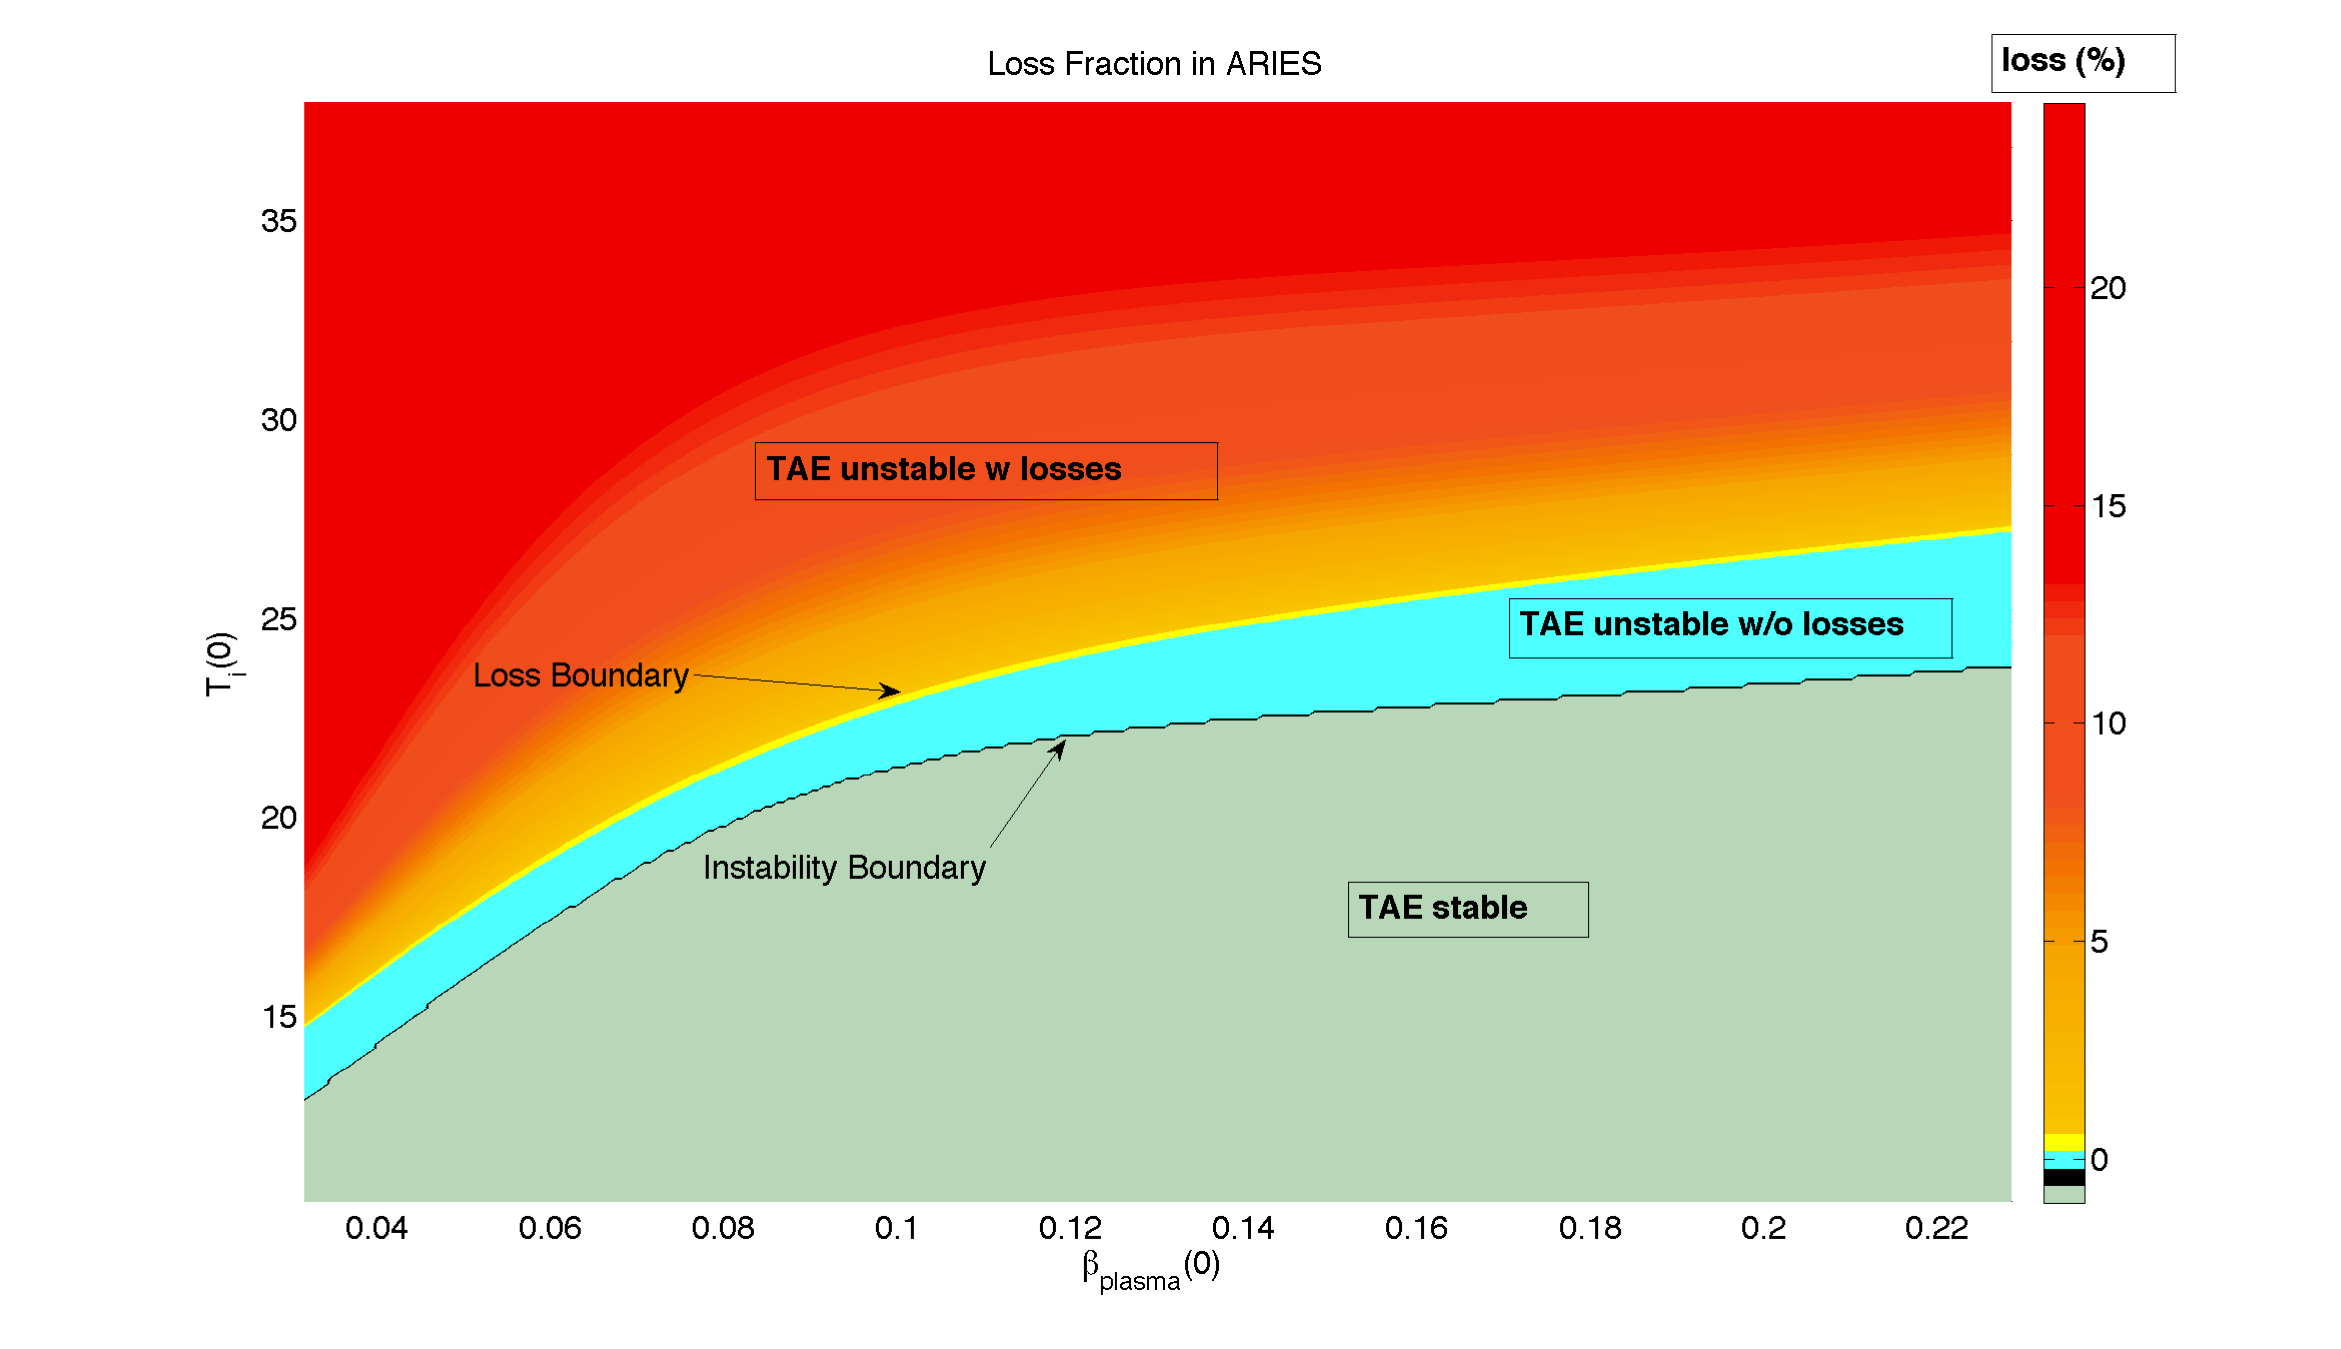 Loss Fraction in ARIES
loss (%)
35
30
25
20
15
T_i(0)
TAE unstable w losses
TAE unstable w/o losses
Loss Boundary
Instability Boundary
TAE stable
20
15
10
5
0
0.04 0.06 0.08 0.1 0.12 0.14 0.16 0.18 0.2 0.22
β_plasma(0)